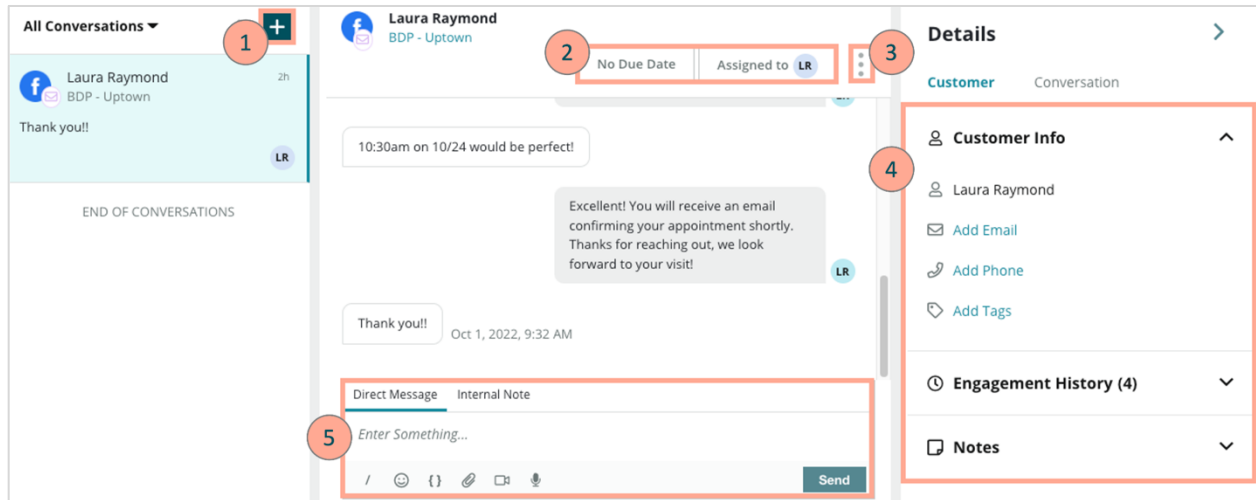 All Conversations
1
+
Laura Raymond
2h
BDP - Uptown
Thank you!!
LR
END OF CONVERSATIONS
Laura Raymond
BDP - Uptown
2
No Due Date
Assigned to LR
3
LR
10:30am on 10/24 would be perfect!
Excellent! You will receive an email
confirming your appointment shortly.
Thanks for reaching out, we look
forward to your visit!
LR
Thank you!!
Oct 1, 2022, 9:32 AM
5
Direct Message Internal Note
Enter Something...
/ {}
Send
Details
Customer Conversation
4
Customer Info
Laura Raymond
Add Email
Add Phone
Add Tags
Engagement History (4)
Notes